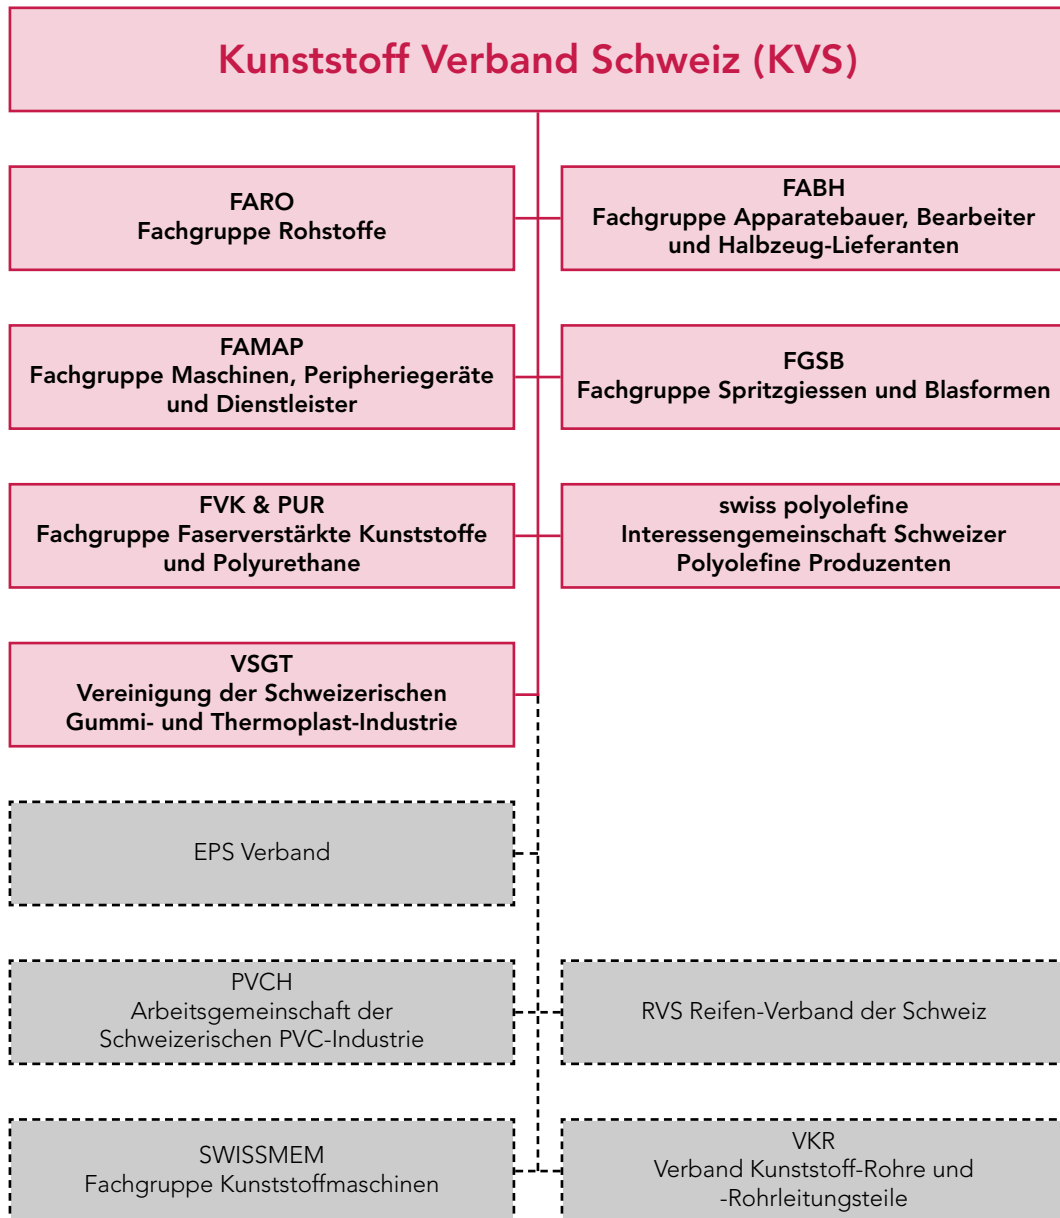 Kunststoff Verband Schweiz (KVS)
FARO
Fachgruppe Rohstoffe
FABH
Fachgruppe Apparatebauer, Bearbeiter
und Halbzeug-Lieferanten
FAMAP
Fachgruppe Maschinen, Peripheriegeräte
und Dienstleister
FGSB
Fachgruppe Spritzgiessen und Blasformen
FVK & PUR
Fachgruppe Faserverstärkte Kunststoffe
und Polyurethane
swiss polyolefine
Interessengemeinschaft Schweizer
Polyolefine Produzenten
VSGT
Vereinigung der Schweizerischen
Gummi- und Thermoplast-Industrie
EPS Verband
PVCH
Arbeitsgemeinschaft der
Schweizerischen PVC-Industrie
RVS Reifen-Verband der Schweiz
SWISSMEM
Fachgruppe Kunststoffmaschinen
VKR
Verband Kunststoff-Rohre und
-Rohrleitungsteile